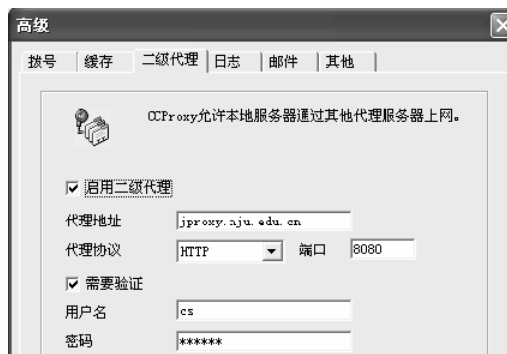 高级
拨号 缓存 二级代理 日志 邮件 其他
CCProxy允许本地服务器通过其他代理服务器上网。
启用二级代理
代理地址 jproxy.nju.edu.cn
代理协议 HTTP 端口 8080
需要验证
用户名 cs
密码 ******